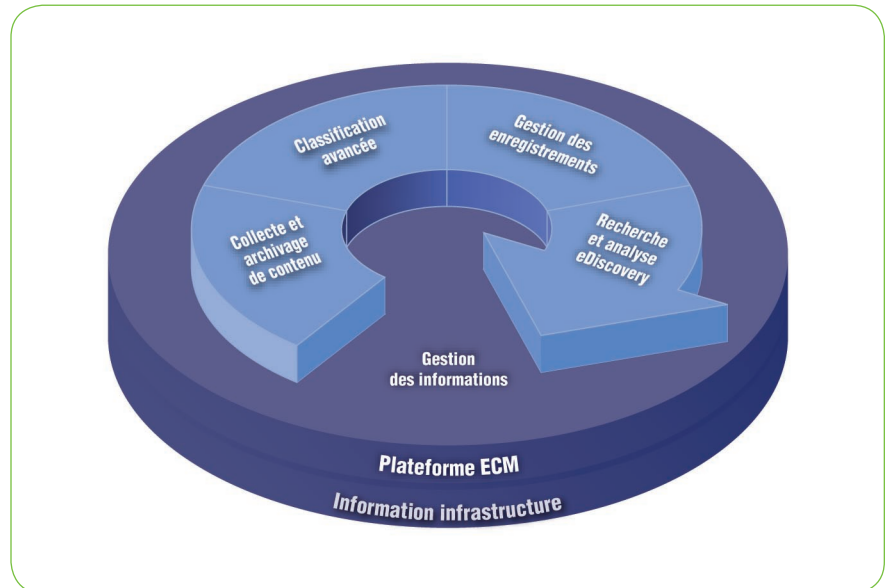 Classification
avancée
Gestion des
enregistrements
Collecte et
archivage
de contenu
Recherche
et analyse
eDiscovery
Gestion
des informations
Plateforme ECM
Information infrastructure